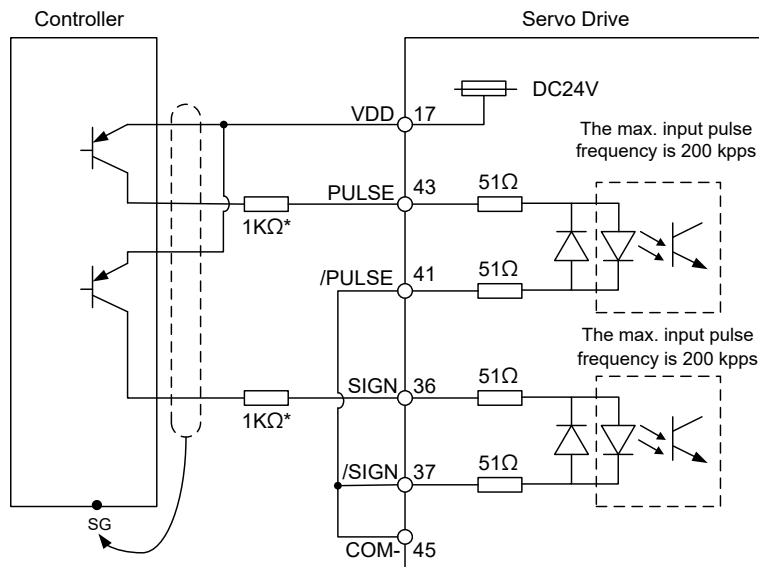 Controller
Servo Drive
VDD
17
DC24V
The max. input pulse
frequency is 200 kpps
PULSE
43
51Ω
1KΩ*
/PULSE
41
51Ω
The max. input pulse
frequency is 200 kpps
SIGN
36
51Ω
1KΩ*
/SIGN
37
51Ω
SG
COM-
45